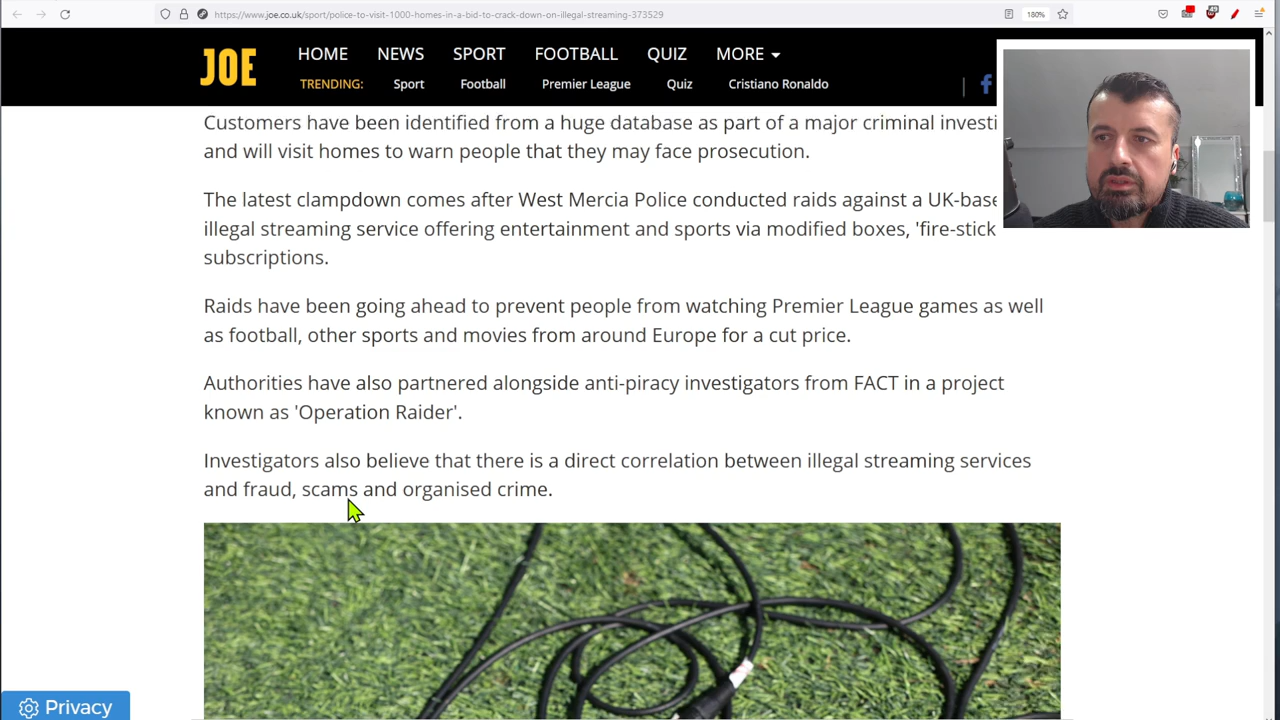 https://www.joe.co.uk/sport/police-to-visit-1000-homes-in-a-bid-to-crack-down-on-illegal-streaming-373529
180%
JOE
HOME NEWS SPORT FOOTBALL QUIZ MORE
TRENDING: Sport Football Premier League Quiz Cristiano Ronaldo
Customers have been identified from a huge database as part of a major criminal investi
and will visit homes to warn people that they may face prosecution.
The latest clampdown comes after West Mercia Police conducted raids against a UK-base
illegal streaming service offering entertainment and sports via modified boxes, 'fire-stick
subscriptions.
Raids have been going ahead to prevent people from watching Premier League games as well
as football, other sports and movies from around Europe for a cut price.
Authorities have also partnered alongside anti-piracy investigators from FACT in a project
known as 'Operation Raider'.
Investigators also believe that there is a direct correlation between illegal streaming services
and fraud, scams and organised crime.
Privacy